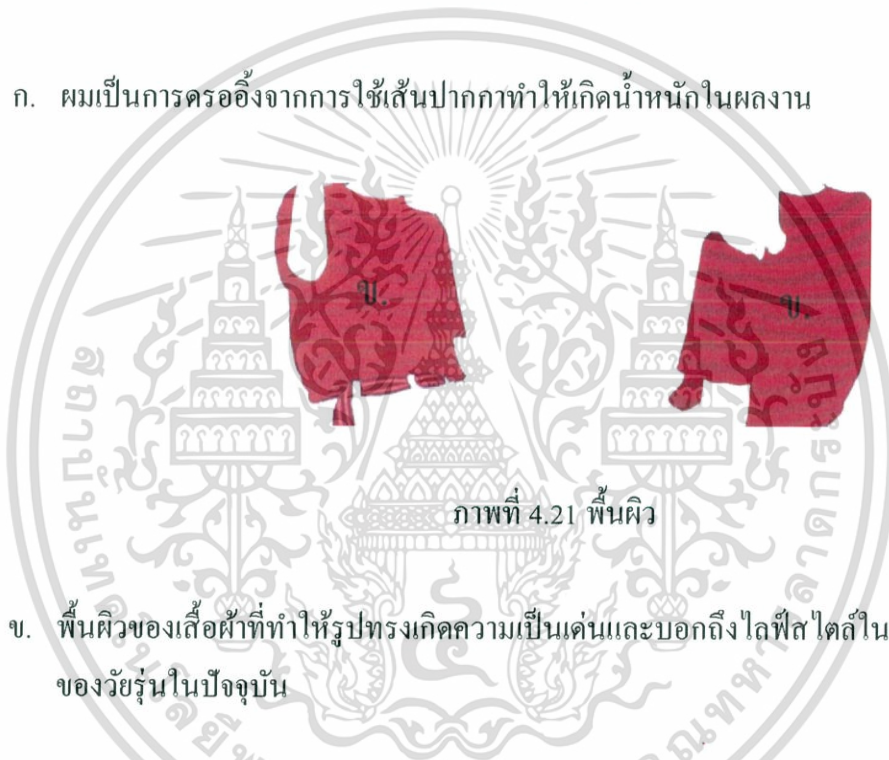 ก. ผมเป็นการดรออิ้งจากการใช้เส้นปากกาทำให้เกิดน้ำหนักในผลงาน
ข.
ข.
ภาพที่ 4.21 พื้นผิว
ข. พื้นผิวของเสื้อผ้าที่ทำให้รูปทรงเกิดความเป็นเด่นและบอกถึงไลฟ์สไตล์ใน
ของวัยรุ่นในปัจจุบัน